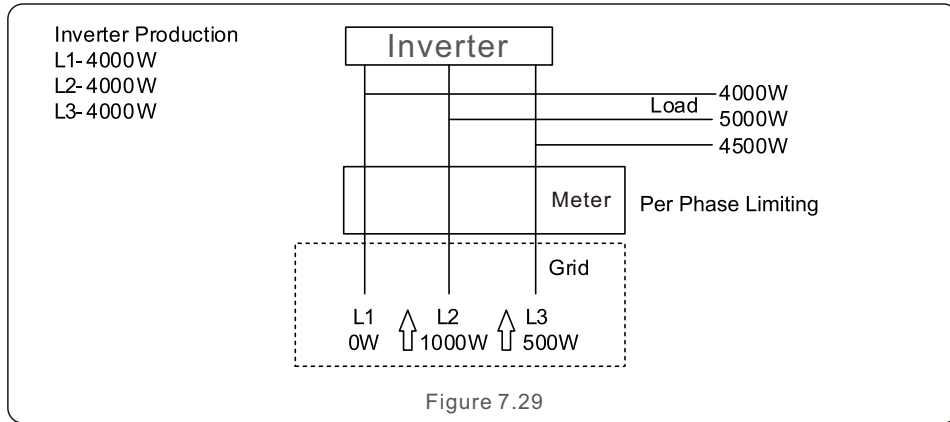 Inverter Production
L1-4000W
L2-4000W
L3-4000W
Inverter
Load
4000W
5000W
4500W
Meter
Per Phase Limiting
Grid
L1 L2 L3
0W 1000W 500W
Figure 7.29